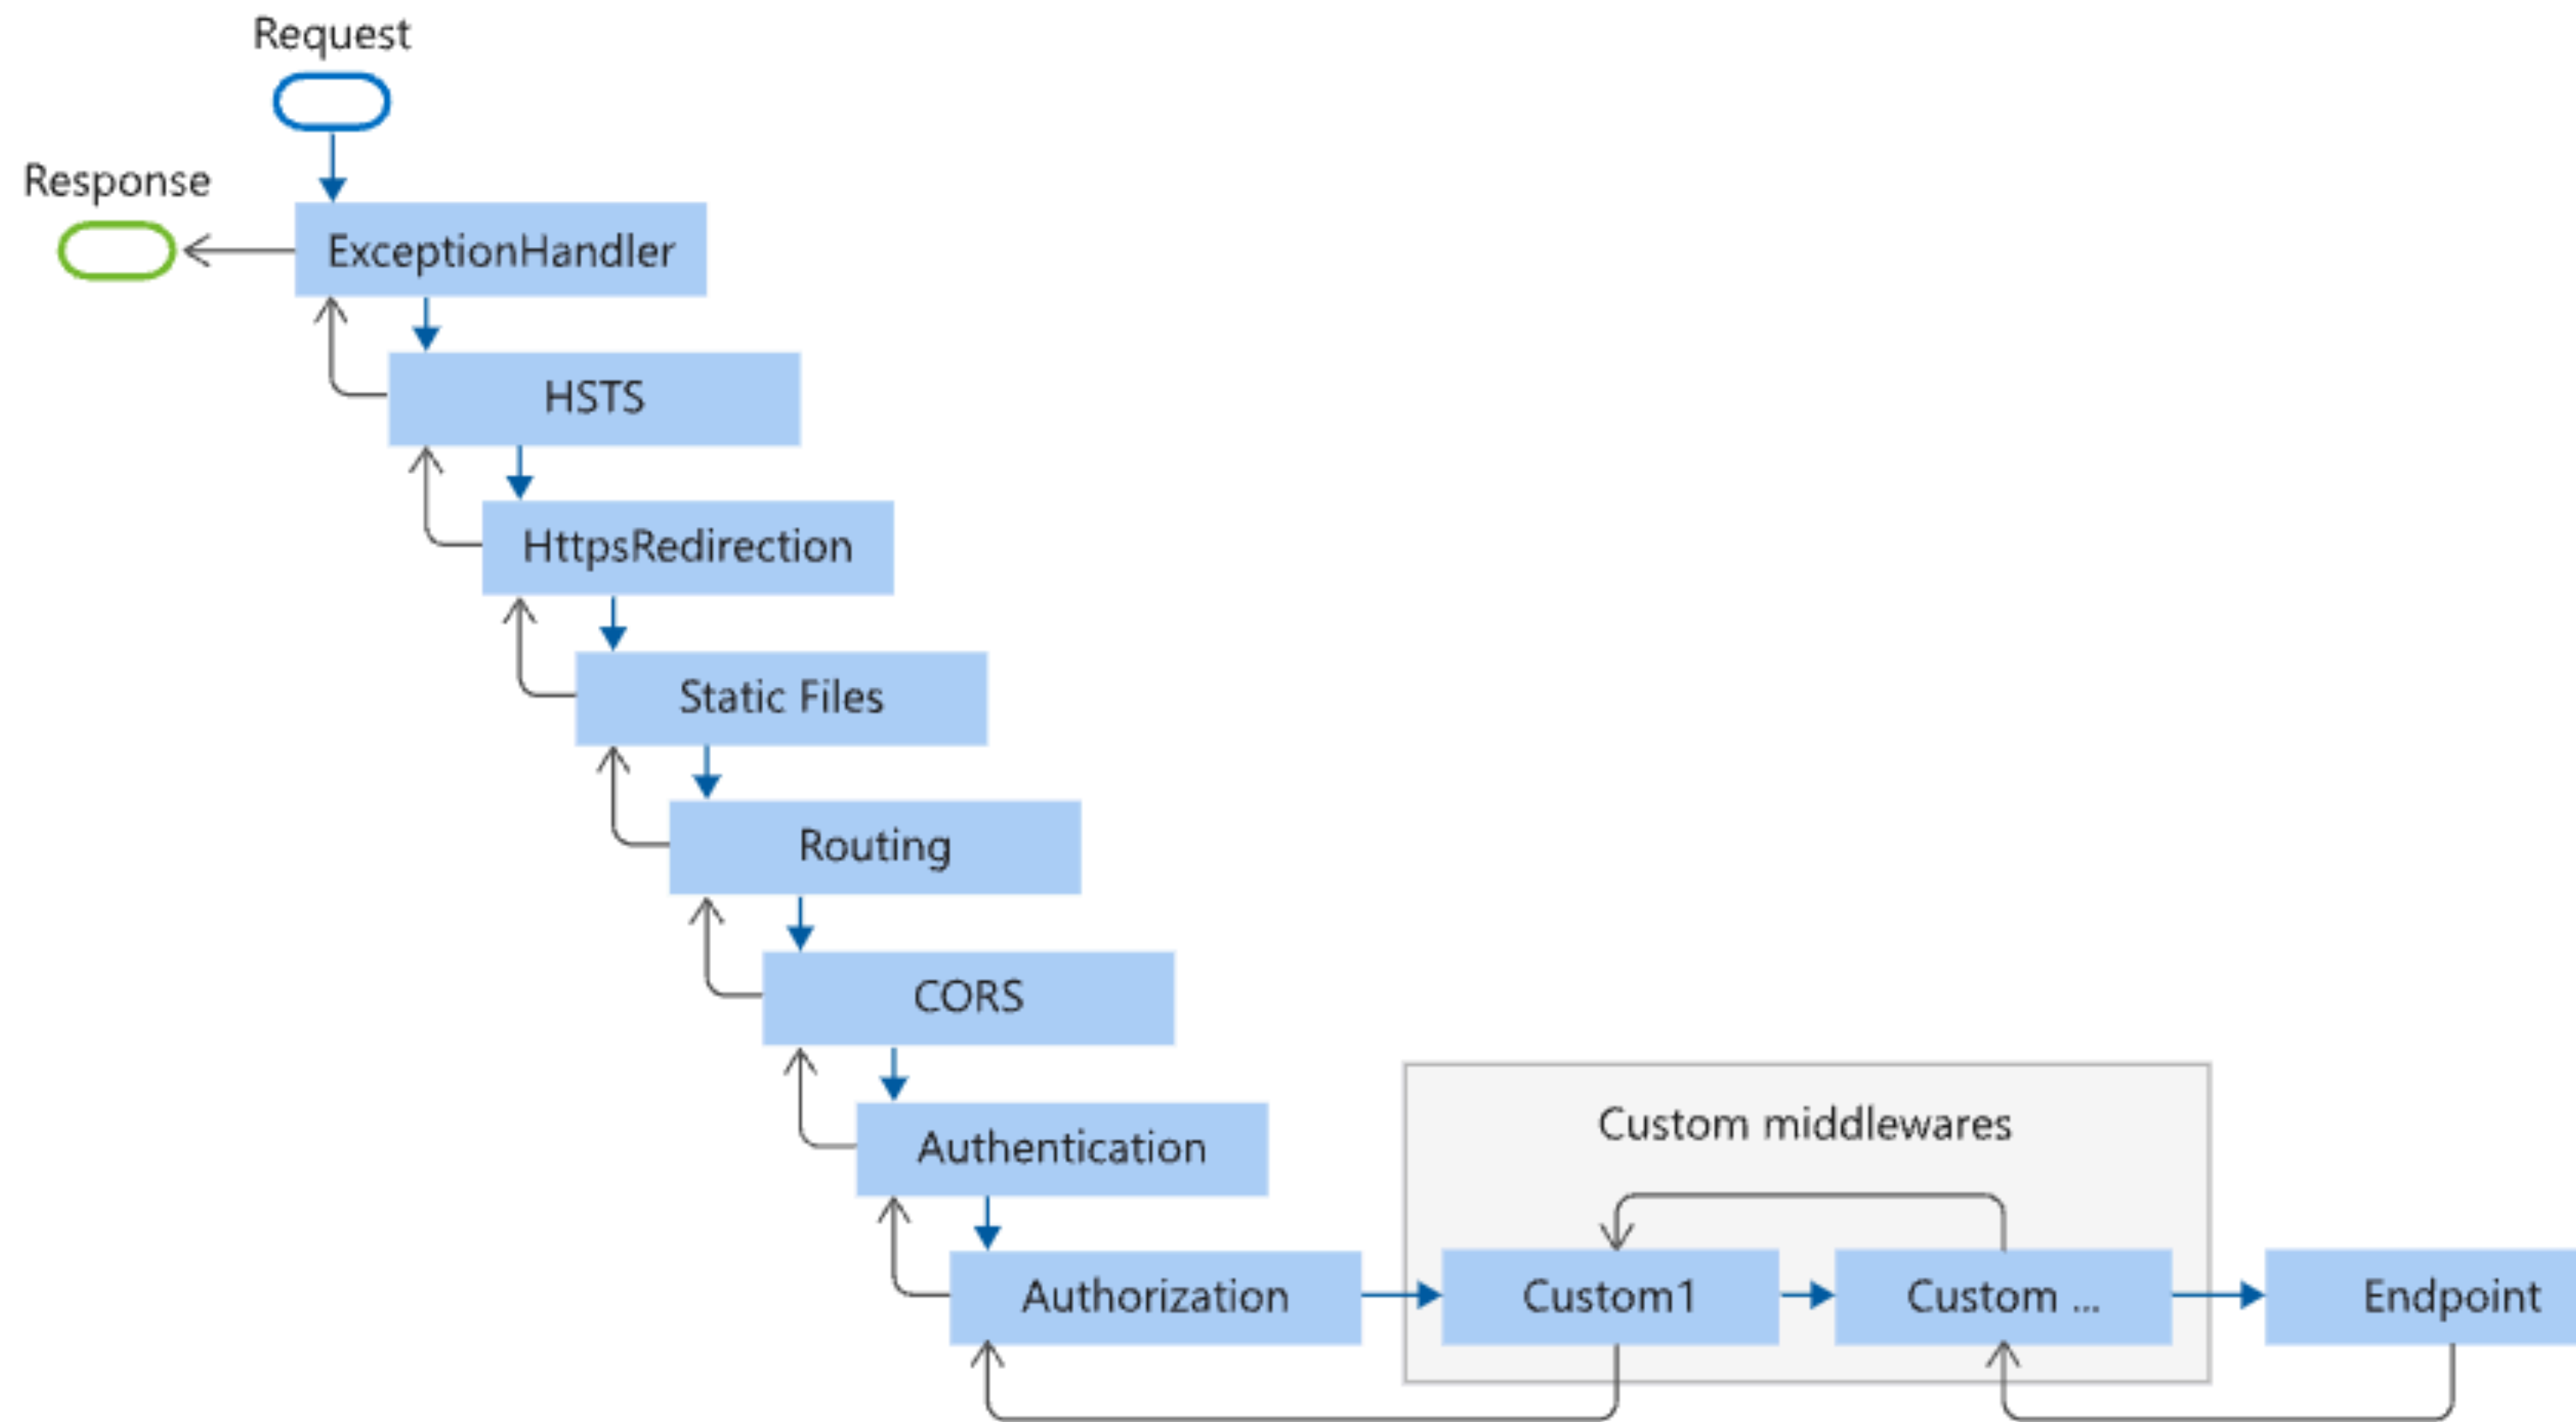 Request
Response
ExceptionHandler
HSTS
HttpsRedirection
Static Files
Routing
CORS
Authentication
Custom middlewares
Authorization
Custom1
Custom ...
Endpoint